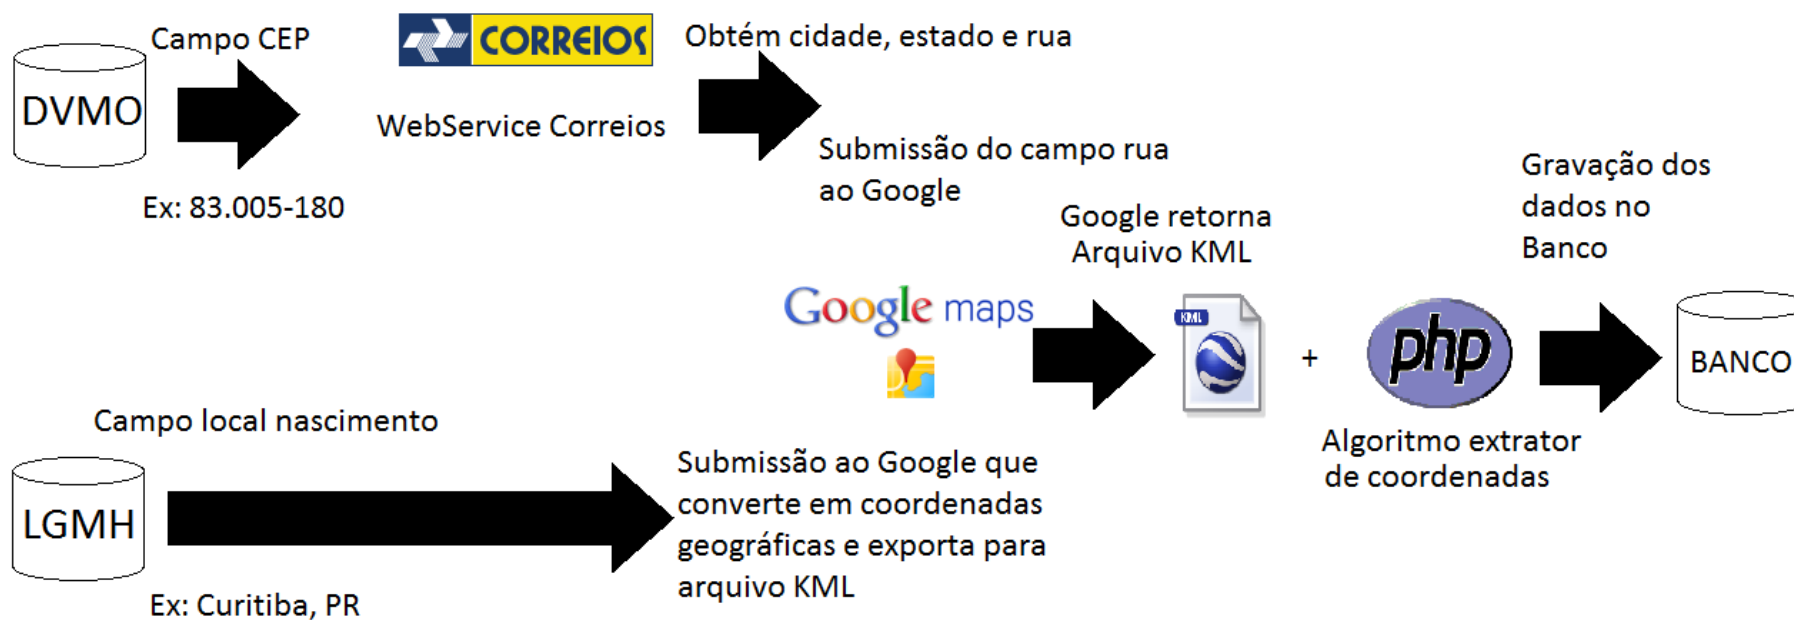 Campo CEP
DVMO
Ex: 83.005-180
CORREIOS
WebService Correios
Obtém cidade, estado e rua
Submissão do campo rua
ao Google
Google maps
Google retorna
Arquivo KML
KML
+
php
Algoritmo extrator
de coordenadas
Gravação dos
dados no
Banco
BANCO
Campo local nascimento
LGMH
Ex: Curitiba, PR
Submissão ao Google que
converte em coordenadas
geográficas e exporta para
arquivo KML